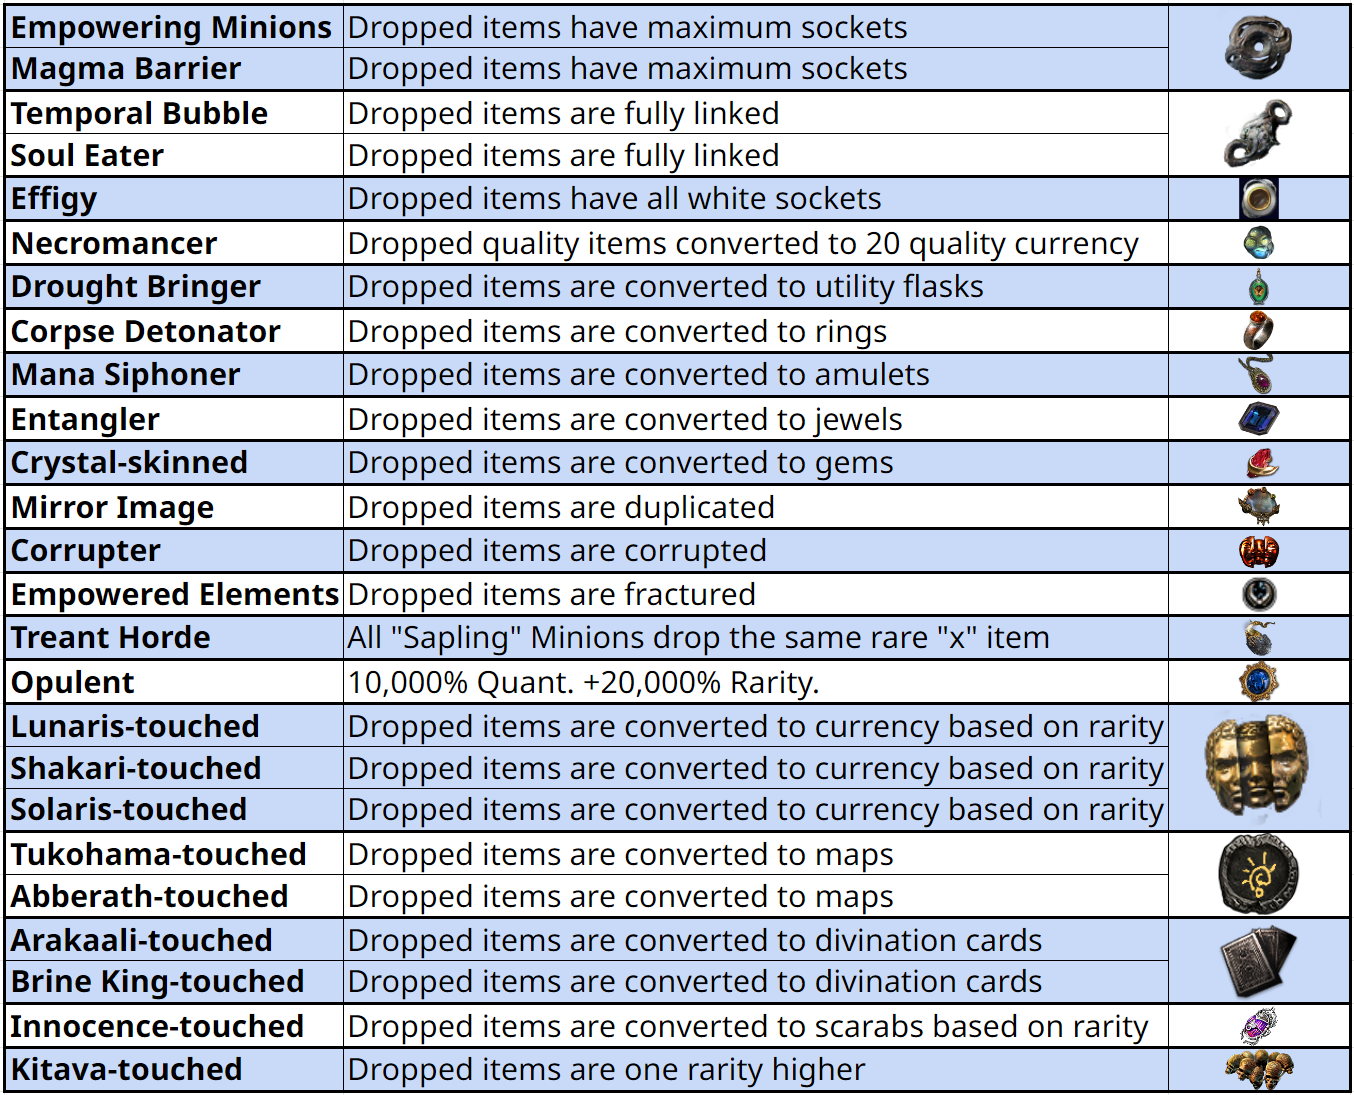 Empowering Minions Dropped items have maximum sockets
Magma Barrier Dropped items have maximum sockets
Temporal Bubble Dropped items are fully linked
Soul Eater Dropped items are fully linked
Effigy Dropped items have all white sockets
Necromancer Dropped quality items converted to 20 quality currency
Drought Bringer Dropped items are converted to utility flasks
Corpse Detonator Dropped items are converted to rings
Mana Siphoner Dropped items are converted to amulets
Entangler Dropped items are converted to jewels
Crystal-skinned Dropped items are converted to gems
Mirror Image Dropped items are duplicated
Corrupter Dropped items are corrupted
Empowered Elements Dropped items are fractured
Treant Horde All "Sapling" Minions drop the same rare "x" item
Opulent 10,000% Quant. +20,000% Rarity.
Lunaris-touched Dropped items are converted to currency based on rarity
Shakari-touched Dropped items are converted to currency based on rarity
Solaris-touched Dropped items are converted to currency based on rarity
Tukohama-touched Dropped items are converted to maps
Abberath-touched Dropped items are converted to maps
Arakaali-touched Dropped items are converted to divination cards
Brine King-touched Dropped items are converted to divination cards
Innocence-touched Dropped items are converted to scarabs based on rarity
Kitava-touched Dropped items are one rarity higher